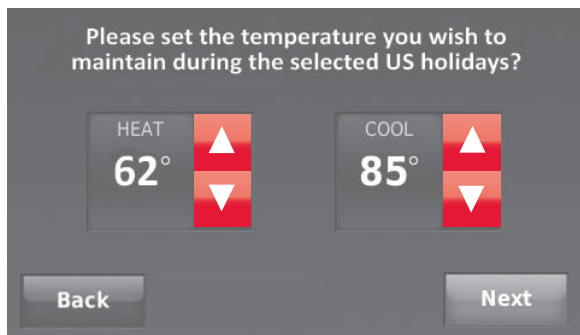 Please set the temperature you wish to
maintain during the selected US holidays?
HEAT
62°
COOL
85°
Back
Next